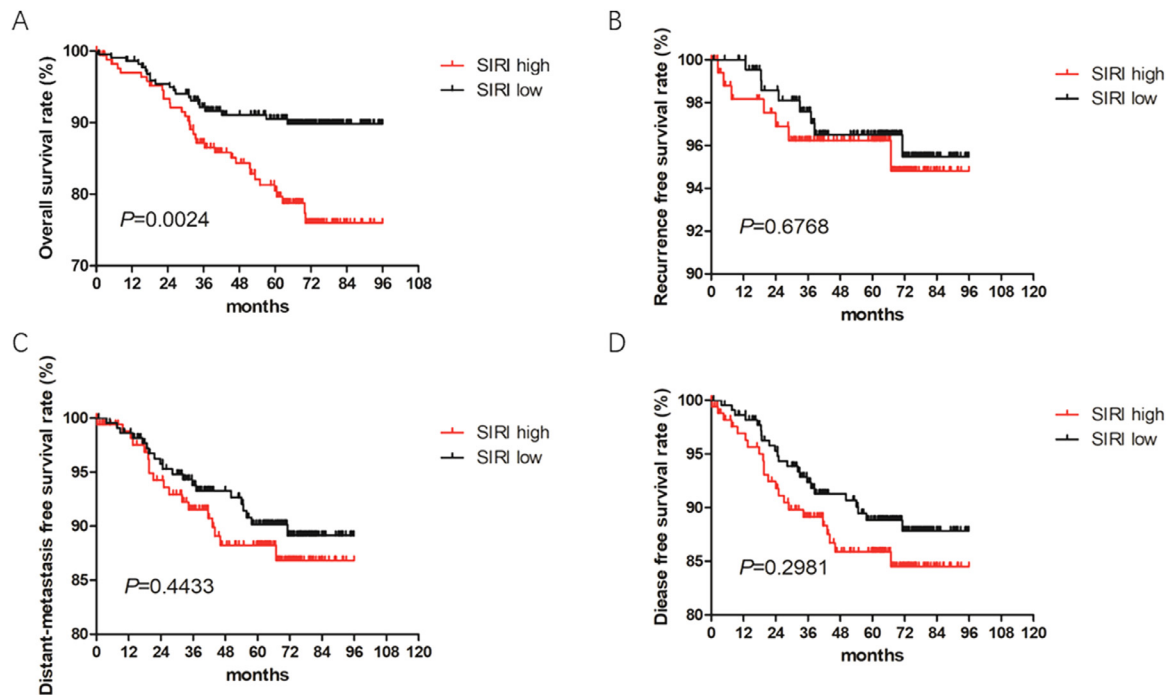 A
Overall survival rate (%)
100
90
80
70
0 12 24 36 48 60 72 84 96 108
months
P=0.0024
SIRI high
SIRI low
B
Recurrence free survival rate (%)
100
98
96
94
92
90
0 12 24 36 48 60 72 84 96 108 120
months
P=0.6768
SIRI high
SIRI low
C
Distant-metastasis free survival rate (%)
100
95
90
85
80
0 12 24 36 48 60 72 84 96 108 120
months
P=0.4433
SIRI high
SIRI low
D
Diease free survival rate (%)
100
95
90
85
80
0 12 24 36 48 60 72 84 96 108 120
months
P=0.2981
SIRI high
SIRI low